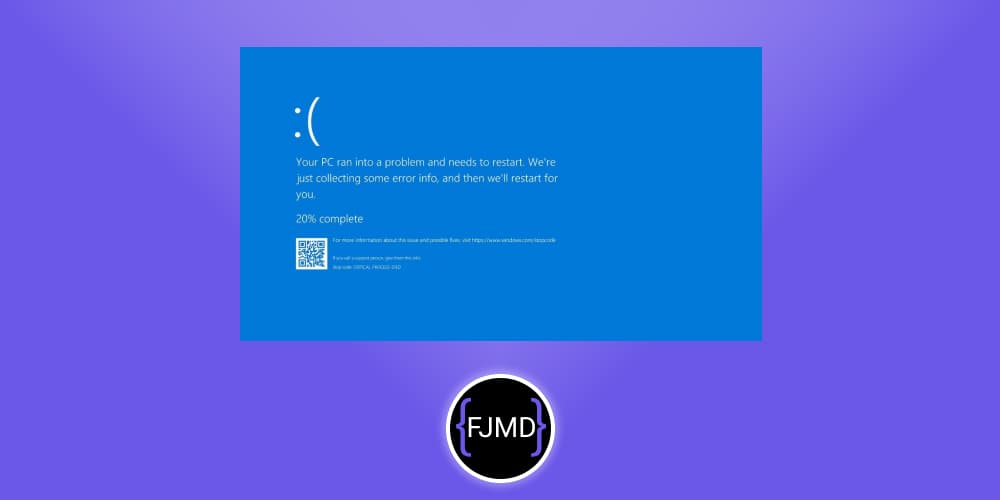 :(
Your PC ran into a problem and needs to restart. We're
just collecting some error info, and then we'll restart for
you.
20% complete
For more information about this issue and possible fixes, visit https://www.windows.com/stopcode
If you call a support person, give them this info:
Stop code: CRITICAL PROCESS DIED
{FJMD}